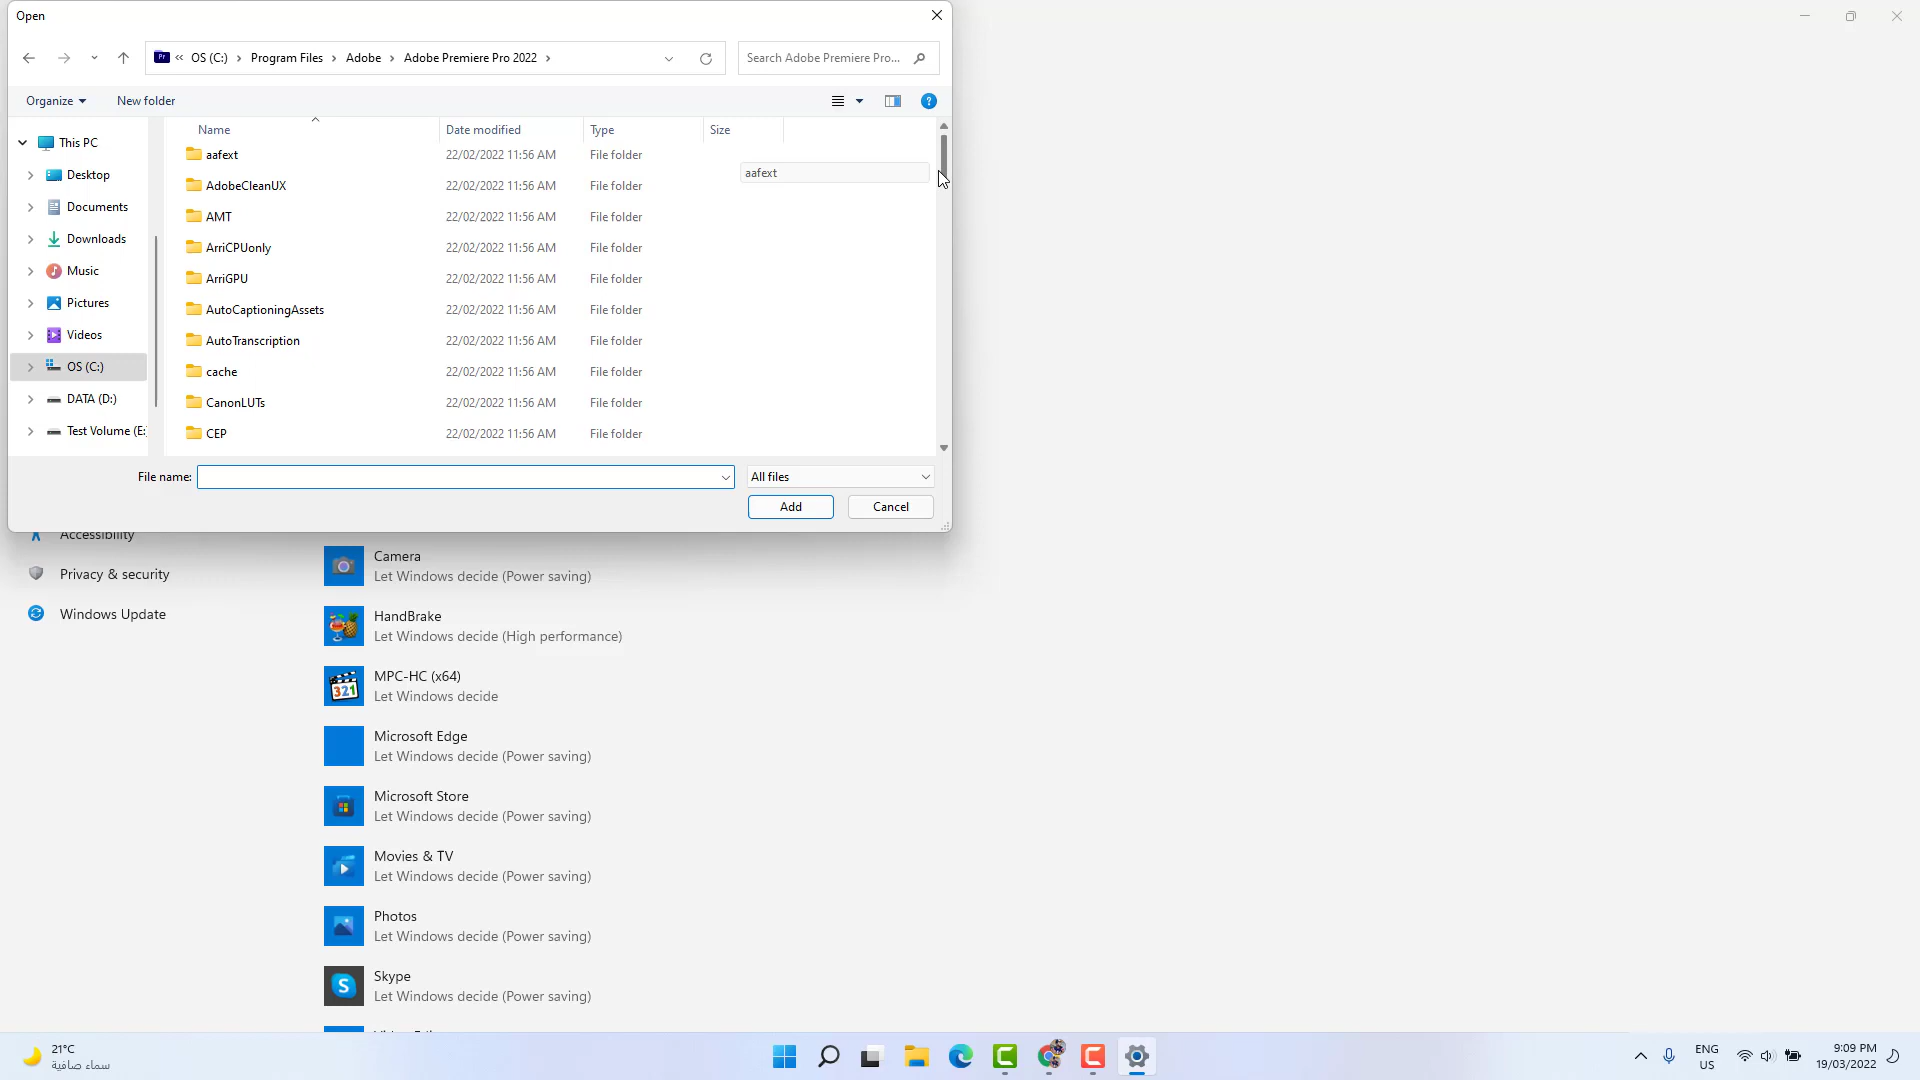 Open
OS (C:) Program Files Adobe Adobe Premiere Pro 2022
Search Adobe Premiere Pro...
Organize
New folder
Name Date modified Type Size
This PC
Desktop
Documents
Downloads
Music
Pictures
Videos
OS (C:)
DATA (D:)
Test Volume (E:
aafext 22/02/2022 11:56 AM File folder
aafext
AdobeCleanUX 22/02/2022 11:56 AM File folder
AMT 22/02/2022 11:56 AM File folder
ArriCPUonly 22/02/2022 11:56 AM File folder
ArriGPU 22/02/2022 11:56 AM File folder
AutoCaptioningAssets 22/02/2022 11:56 AM File folder
AutoTranscription 22/02/2022 11:56 AM File folder
cache 22/02/2022 11:56 AM File folder
CanonLUTs 22/02/2022 11:56 AM File folder
CEP 22/02/2022 11:56 AM File folder
File name:
All files
Add
Cancel
Accessibility
Privacy & security
Windows Update
Camera
Let Windows decide (Power saving)
HandBrake
Let Windows decide (High performance)
MPC-HC (x64)
Let Windows decide
Microsoft Edge
Let Windows decide (Power saving)
Microsoft Store
Let Windows decide (Power saving)
Movies & TV
Let Windows decide (Power saving)
Photos
Let Windows decide (Power saving)
Skype
Let Windows decide (Power saving)
21°C
سماء صافية
ENG
US
9:09 PM
19/03/2022